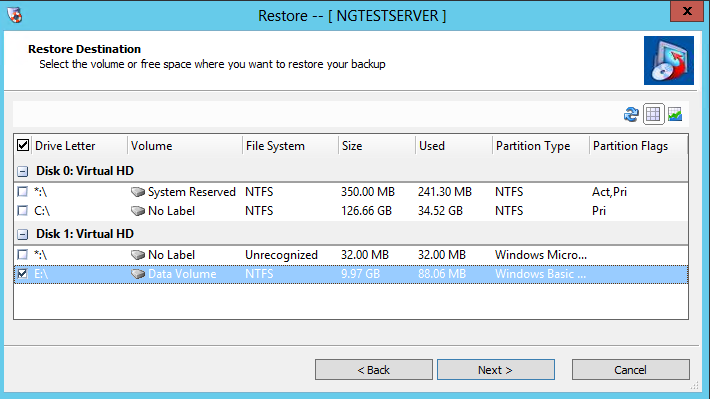 Restore -- [ NGTESTSERVER ]
X
Restore Destination
Select the volume or free space where you want to restore your backup
Drive Letter Volume File System Size Used Partition Type Partition Flags
Disk 0: Virtual HD
*:\ System Reserved NTFS 350.00 MB 241.30 MB NTFS Act,Pri
C:\ No Label NTFS 126.66 GB 34.52 GB NTFS Pri
Disk 1: Virtual HD
*:\ No Label Unrecognized 32.00 MB 32.00 MB Windows Micro...
E:\ Data Volume NTFS 9.97 GB 88.06 MB Windows Basic ...
< Back Next > Cancel